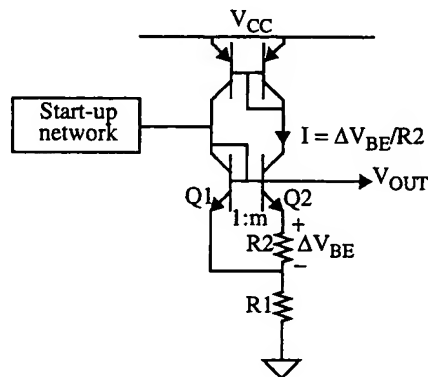 V_CC
Start-up
network
I = ΔV_BE/R2
V_OUT
Q1
Q2
1:m
+
R2
ΔV_BE
−
R1